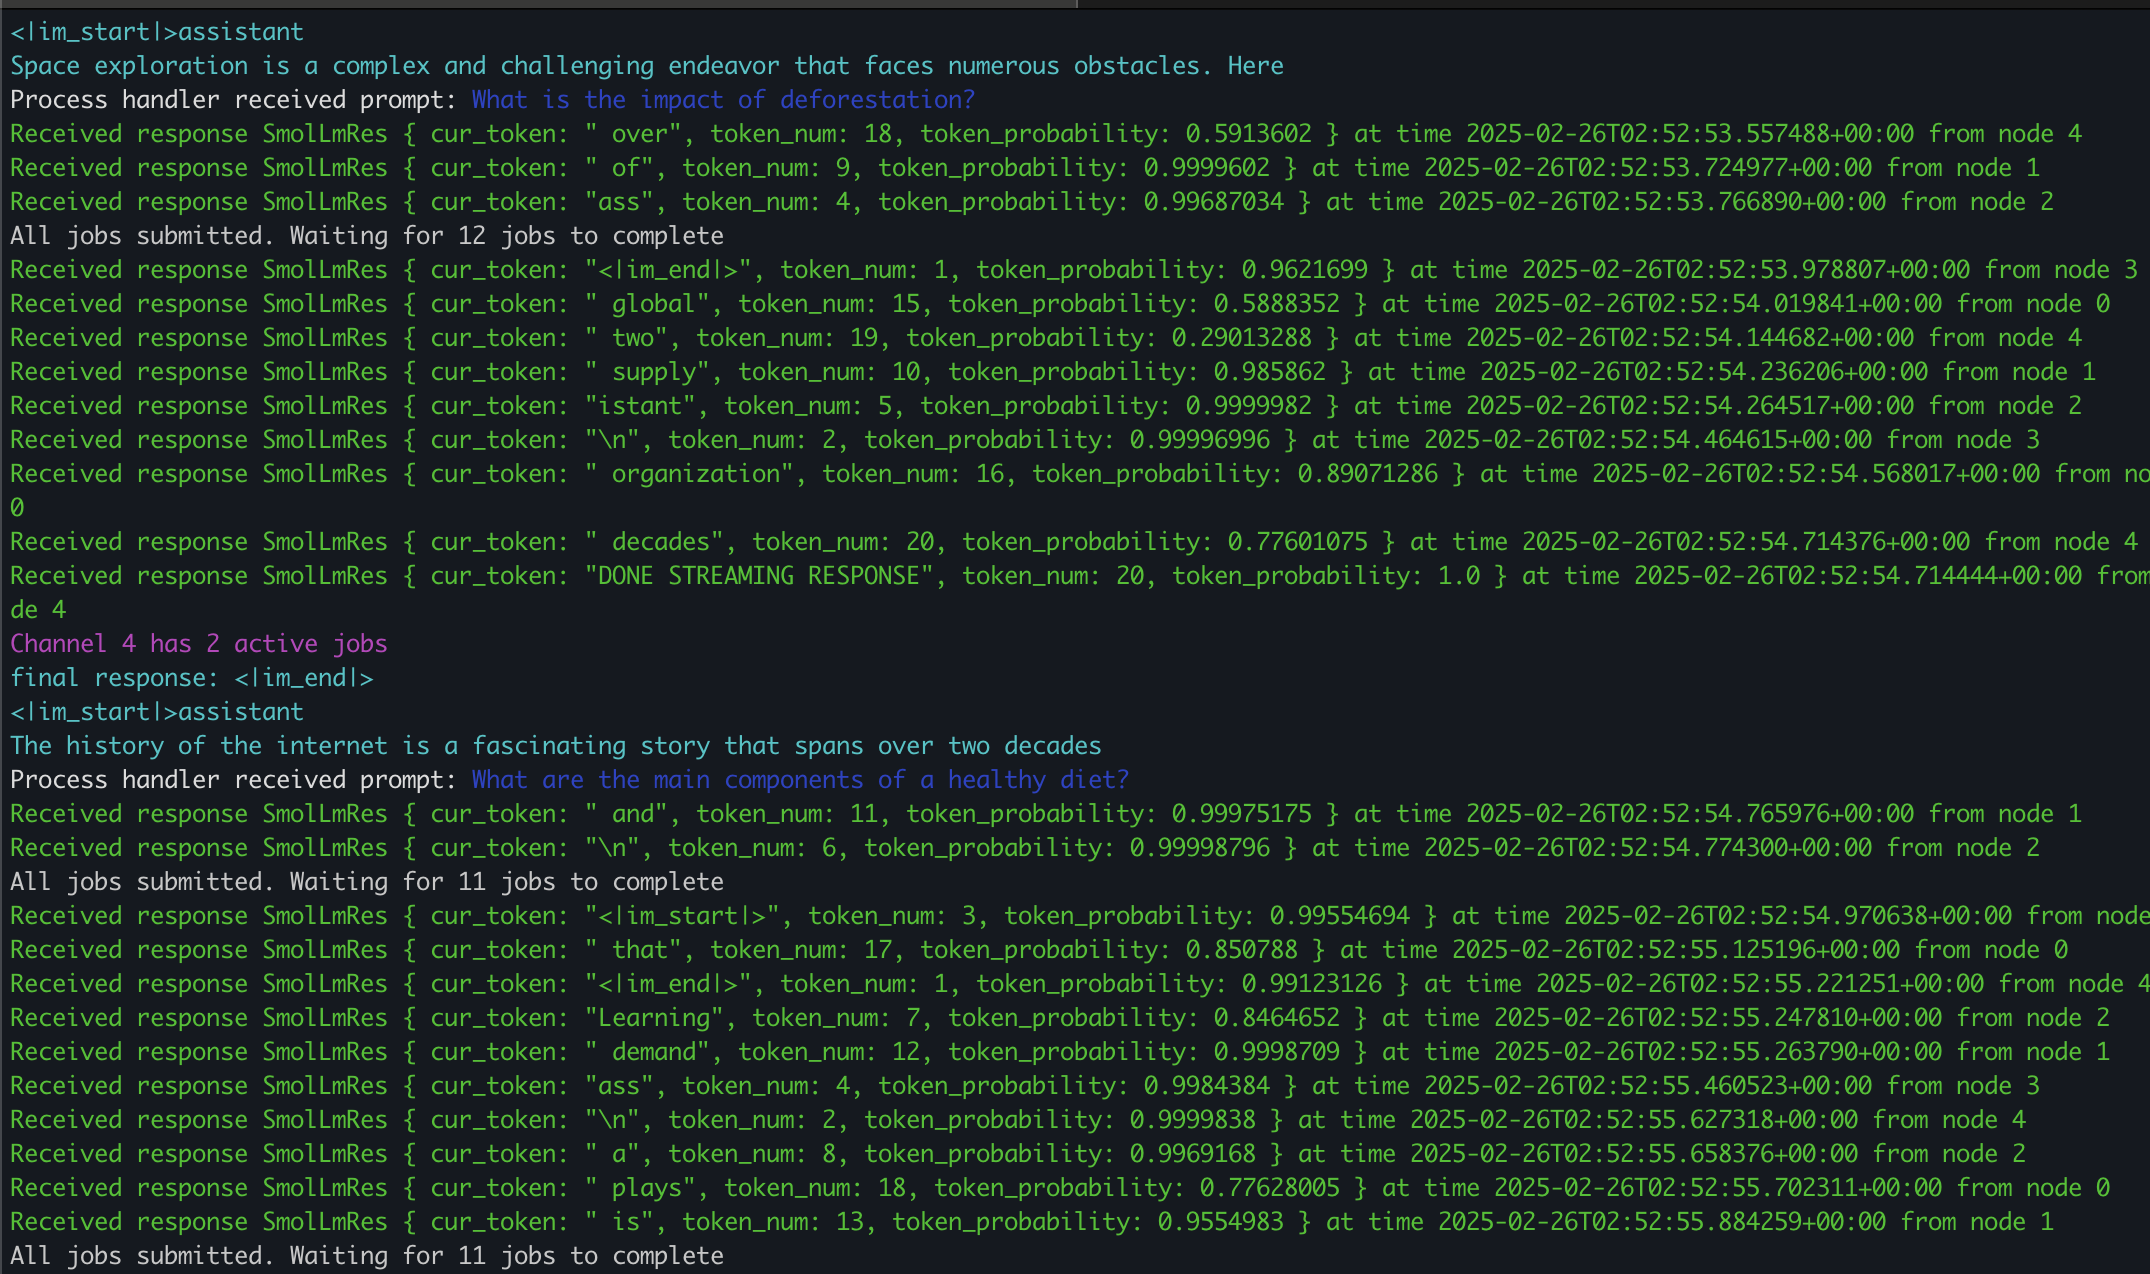 <|im_start|>assistant
Space exploration is a complex and challenging endeavor that faces numerous obstacles. Here
Process handler received prompt: What is the impact of deforestation?
Received response SmolLmRes { cur_token: " over", token_num: 18, token_probability: 0.5913602 } at time 2025-02-26T02:52:53.557488+00:00 from node 4
Received response SmolLmRes { cur_token: " of", token_num: 9, token_probability: 0.9999602 } at time 2025-02-26T02:52:53.724977+00:00 from node 1
Received response SmolLmRes { cur_token: "ass", token_num: 4, token_probability: 0.99687034 } at time 2025-02-26T02:52:53.766890+00:00 from node 2
All jobs submitted. Waiting for 12 jobs to complete
Received response SmolLmRes { cur_token: "<|im_end|>", token_num: 1, token_probability: 0.9621699 } at time 2025-02-26T02:52:53.978807+00:00 from node 3
Received response SmolLmRes { cur_token: " global", token_num: 15, token_probability: 0.5888352 } at time 2025-02-26T02:52:54.019841+00:00 from node 0
Received response SmolLmRes { cur_token: " two", token_num: 19, token_probability: 0.29013288 } at time 2025-02-26T02:52:54.144682+00:00 from node 4
Received response SmolLmRes { cur_token: " supply", token_num: 10, token_probability: 0.985862 } at time 2025-02-26T02:52:54.236206+00:00 from node 1
Received response SmolLmRes { cur_token: "istant", token_num: 5, token_probability: 0.9999982 } at time 2025-02-26T02:52:54.264517+00:00 from node 2
Received response SmolLmRes { cur_token: "\n", token_num: 2, token_probability: 0.99996996 } at time 2025-02-26T02:52:54.464615+00:00 from node 3
Received response SmolLmRes { cur_token: " organization", token_num: 16, token_probability: 0.89071286 } at time 2025-02-26T02:52:54.568017+00:00 from no
0
Received response SmolLmRes { cur_token: " decades", token_num: 20, token_probability: 0.77601075 } at time 2025-02-26T02:52:54.714376+00:00 from node 4
Received response SmolLmRes { cur_token: "DONE STREAMING RESPONSE", token_num: 20, token_probability: 1.0 } at time 2025-02-26T02:52:54.714444+00:00 from
de 4
Channel 4 has 2 active jobs
final response: <|im_end|>
<|im_start|>assistant
The history of the internet is a fascinating story that spans over two decades
Process handler received prompt: What are the main components of a healthy diet?
Received response SmolLmRes { cur_token: " and", token_num: 11, token_probability: 0.99975175 } at time 2025-02-26T02:52:54.765976+00:00 from node 1
Received response SmolLmRes { cur_token: "\n", token_num: 6, token_probability: 0.99998796 } at time 2025-02-26T02:52:54.774300+00:00 from node 2
All jobs submitted. Waiting for 11 jobs to complete
Received response SmolLmRes { cur_token: "<|im_start|>", token_num: 3, token_probability: 0.99554694 } at time 2025-02-26T02:52:54.970638+00:00 from node
Received response SmolLmRes { cur_token: " that", token_num: 17, token_probability: 0.850788 } at time 2025-02-26T02:52:55.125196+00:00 from node 0
Received response SmolLmRes { cur_token: "<|im_end|>", token_num: 1, token_probability: 0.99123126 } at time 2025-02-26T02:52:55.221251+00:00 from node 4
Received response SmolLmRes { cur_token: "Learning", token_num: 7, token_probability: 0.8464652 } at time 2025-02-26T02:52:55.247810+00:00 from node 2
Received response SmolLmRes { cur_token: " demand", token_num: 12, token_probability: 0.9998709 } at time 2025-02-26T02:52:55.263790+00:00 from node 1
Received response SmolLmRes { cur_token: "ass", token_num: 4, token_probability: 0.9984384 } at time 2025-02-26T02:52:55.460523+00:00 from node 3
Received response SmolLmRes { cur_token: "\n", token_num: 2, token_probability: 0.9999838 } at time 2025-02-26T02:52:55.627318+00:00 from node 4
Received response SmolLmRes { cur_token: " a", token_num: 8, token_probability: 0.9969168 } at time 2025-02-26T02:52:55.658376+00:00 from node 2
Received response SmolLmRes { cur_token: " plays", token_num: 18, token_probability: 0.77628005 } at time 2025-02-26T02:52:55.702311+00:00 from node 0
Received response SmolLmRes { cur_token: " is", token_num: 13, token_probability: 0.9554983 } at time 2025-02-26T02:52:55.884259+00:00 from node 1
All jobs submitted. Waiting for 11 jobs to complete